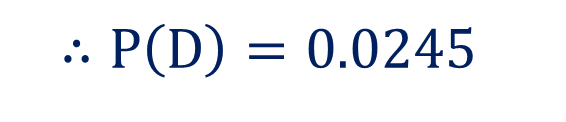 ∴ P(D) = 0.0245